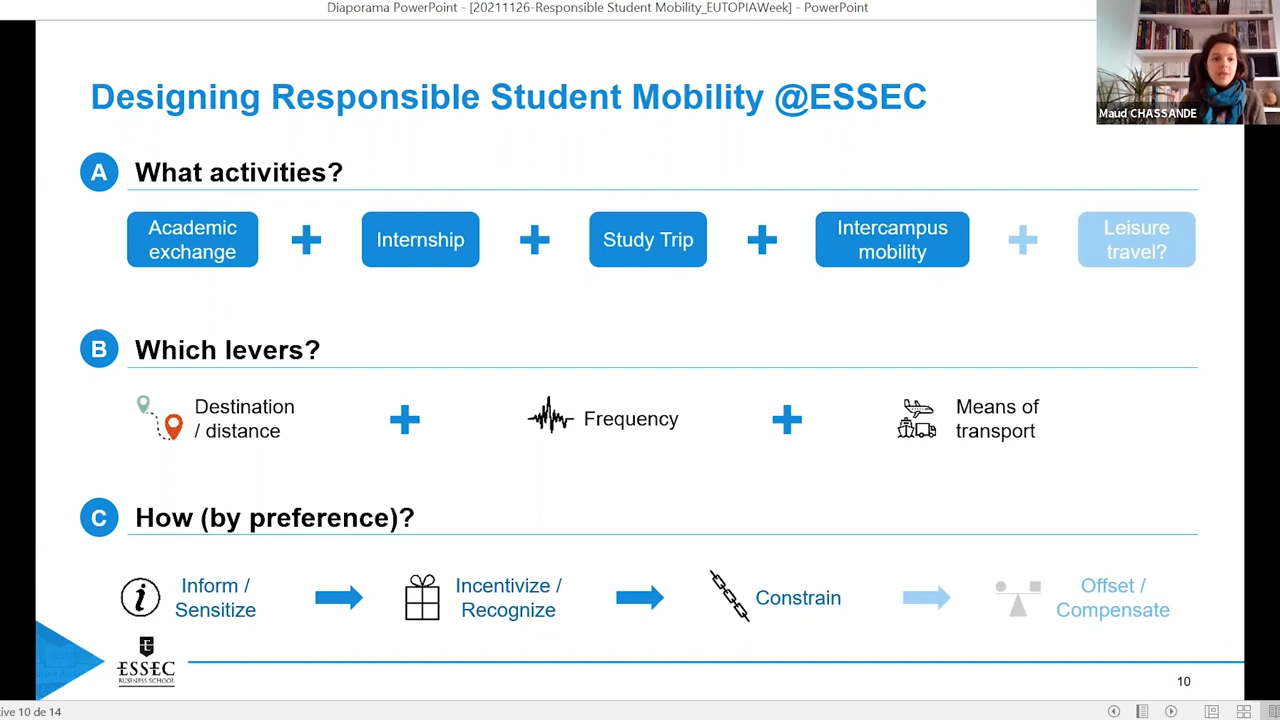 Diaporama PowerPoint - [20211126-Responsible Student Mobility_EUTOPIAWeek] - PowerPoint
Maud CHASSANDE
Designing Responsible Student Mobility @ESSEC
A What activities?
Academic
exchange
Internship
Study Trip
Intercampus
mobility
Leisure
travel?
B Which levers?
Destination
/ distance
Frequency
Means of
transport
C How (by preference)?
Inform /
Sensitize
Incentivize /
Recognize
Constrain
Offset /
Compensate
ESSEC
BUSINESS SCHOOL
10
ive 10 de 14